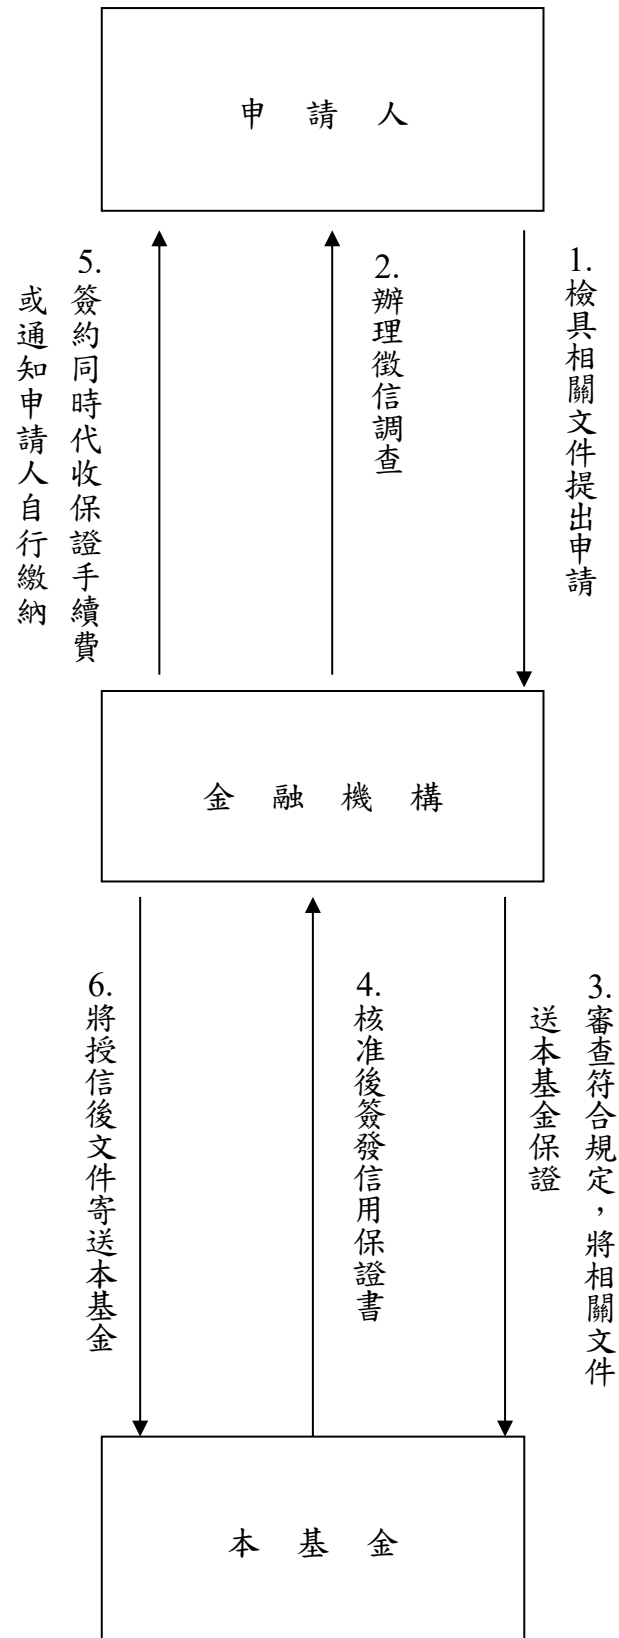 申請人
1.檢具相關文件提出申請
2.辦理徵信調查
5.簽約同時代收保證手續費
或通知申請人自行繳納
金融機構
3.審查符合規定，將相關文件
送本基金保證
4.核准後簽發信用保證書
6.將授信後文件寄送本基金
本基金